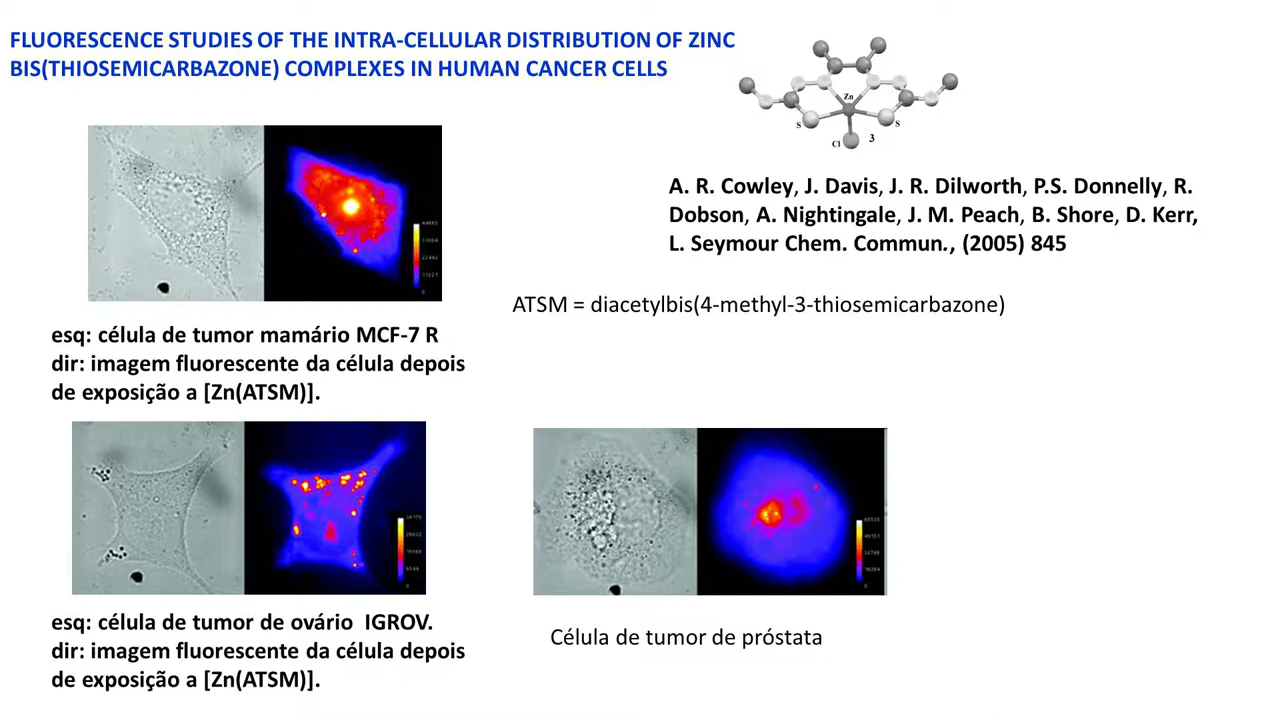 FLUORESCENCE STUDIES OF THE INTRA-CELLULAR DISTRIBUTION OF ZINC
BIS(THIOSEMICARBAZONE) COMPLEXES IN HUMAN CANCER CELLS
Zn
S
S
Cl
3
A. R. Cowley, J. Davis, J. R. Dilworth, P.S. Donnelly, R.
Dobson, A. Nightingale, J. M. Peach, B. Shore, D. Kerr,
L. Seymour Chem. Commun., (2005) 845
ATSM = diacetylbis(4-methyl-3-thiosemicarbazone)
esq: célula de tumor mamário MCF-7 R
dir: imagem fluorescente da célula depois
de exposição a [Zn(ATSM)].
esq: célula de tumor de ovário IGROV.
dir: imagem fluorescente da célula depois
de exposição a [Zn(ATSM)].
Célula de tumor de próstata